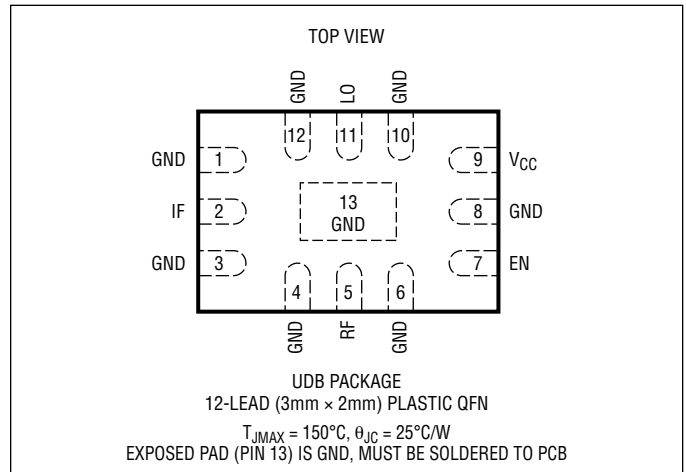 TOP VIEW
GND LO GND
12 11 10
GND 1 9 VCC
IF 2 13 8 GND
GND
GND 3 7 EN
4 5 6
GND RF GND
UDB PACKAGE
12-LEAD (3mm × 2mm) PLASTIC QFN
TJMAX = 150°C, θJC = 25°C/W
EXPOSED PAD (PIN 13) IS GND, MUST BE SOLDERED TO PCB